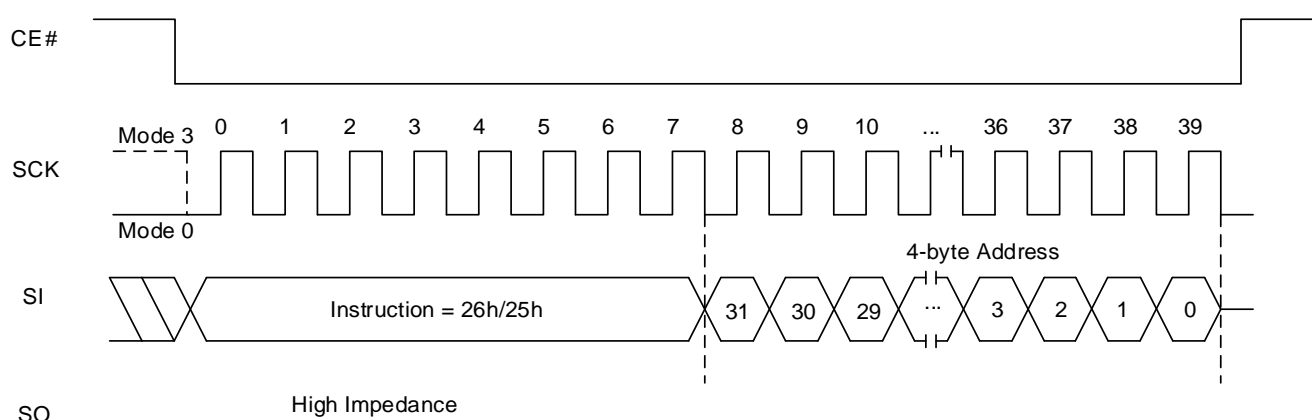 CE#
Mode 3 0 1 2 3 4 5 6 7 8 9 10 ... 36 37 38 39
SCK
Mode 0
4-byte Address
SI Instruction = 26h/25h 31 30 29 ... 3 2 1 0
High Impedance
SO